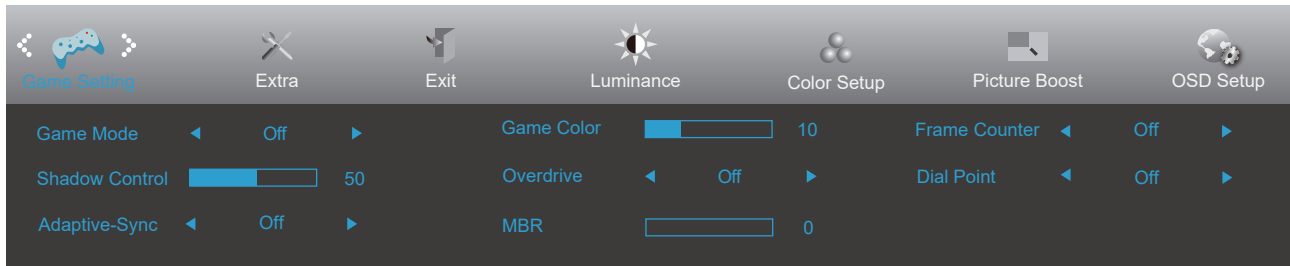 Game Setting Extra Exit Luminance Color Setup Picture Boost OSD Setup
Game Mode Off Game Color 10 Frame Counter Off
Shadow Control 50 Overdrive Off Dial Point Off
Adaptive-Sync Off MBR 0